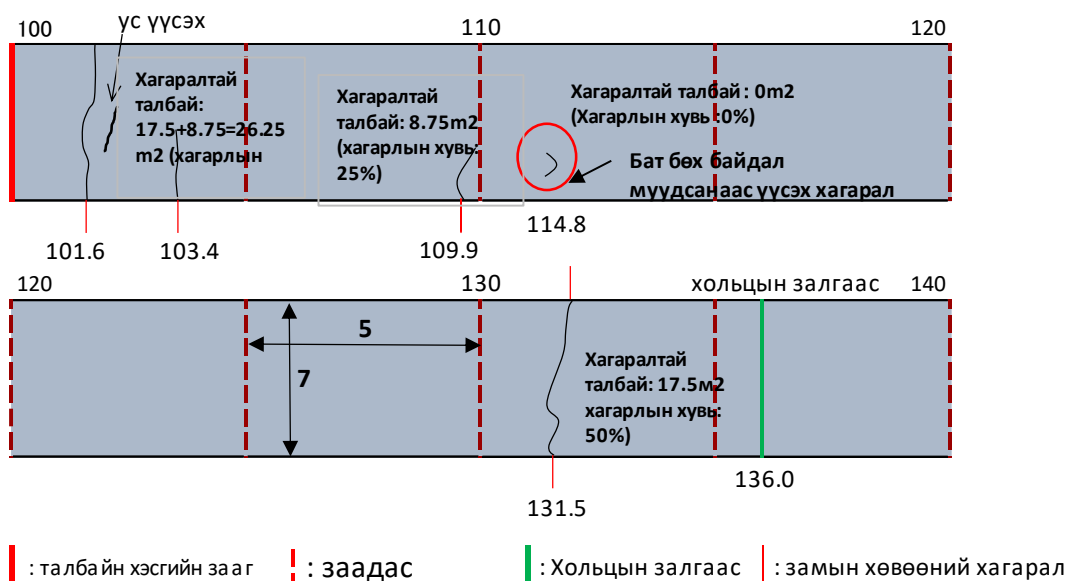 100
ус үүсэх
110
120
Хагаралтай
талбай:
17.5+8.75=26.25
m2 (хагарлын
Хагаралтай
талбай: 8.75m2
(хагарлын хувь:
25%)
Хагаралтай талбай : 0m2
(Хагарлын хувь :0%)
Бат бөх байдал
муудсанаас үүсэх хагарал
101.6
103.4
109.9
114.8
120
130
хольцын залгаас
140
5
7
Хагаралтай
талбай: 17.5м2
хагарлын хувь:
50%)
131.5
136.0
: талбайн хэсгийн зааг
: заадас
: Хольцын залгаас
: замын хөвөөний хагарал